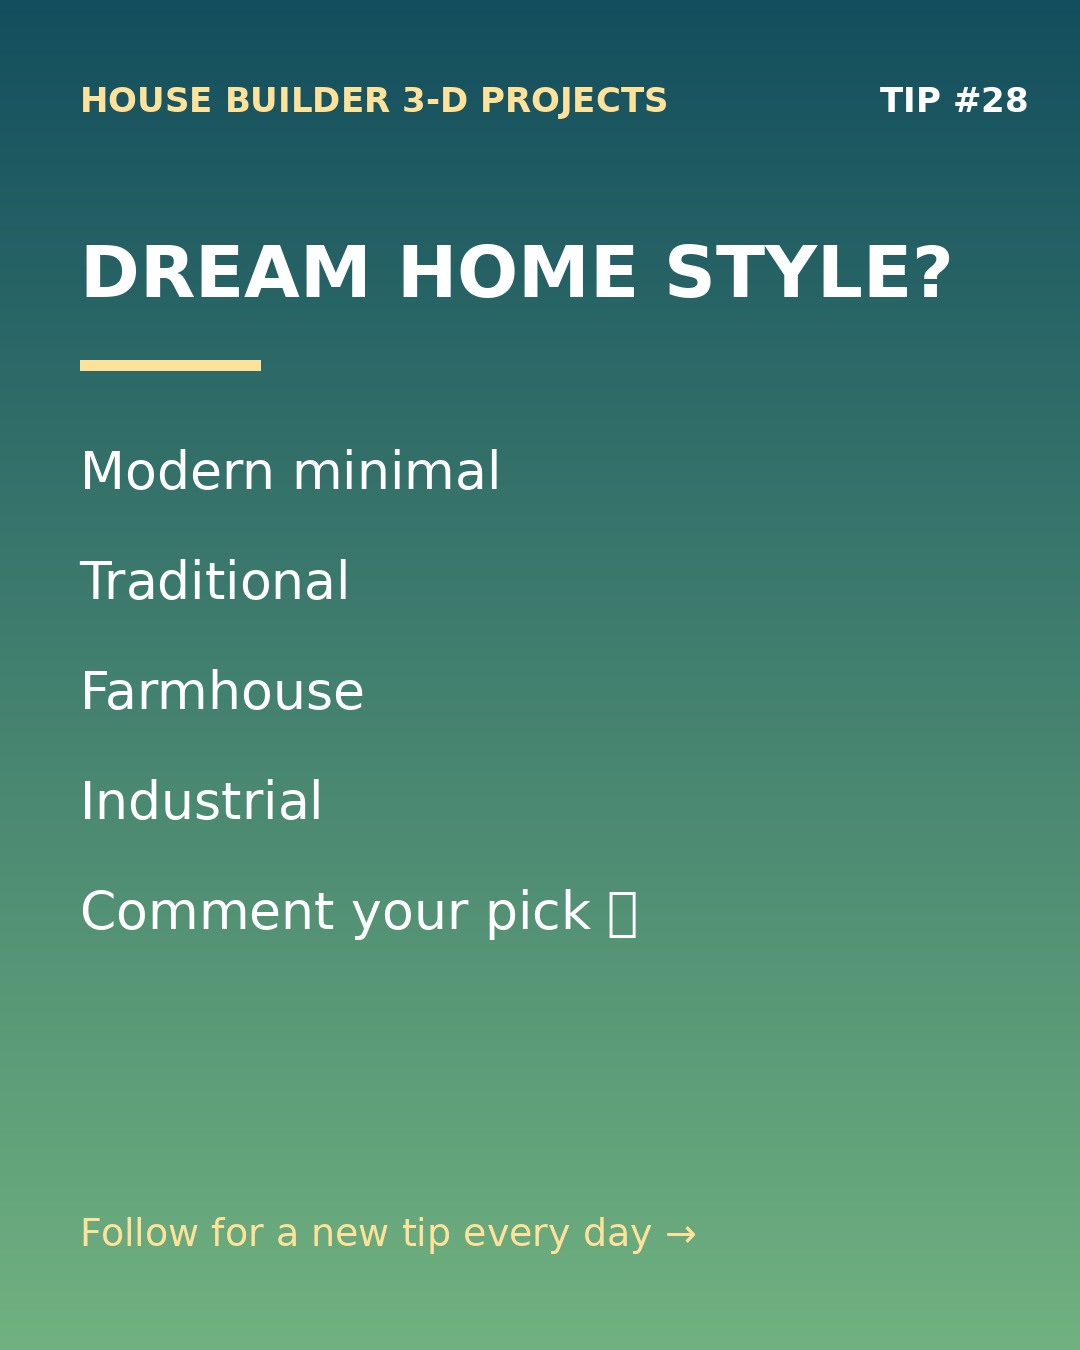 HOUSE BUILDER 3-D PROJECTS TIP #28
DREAM HOME STYLE?
Modern minimal
Traditional
Farmhouse
Industrial
Comment your pick
Follow for a new tip every day →